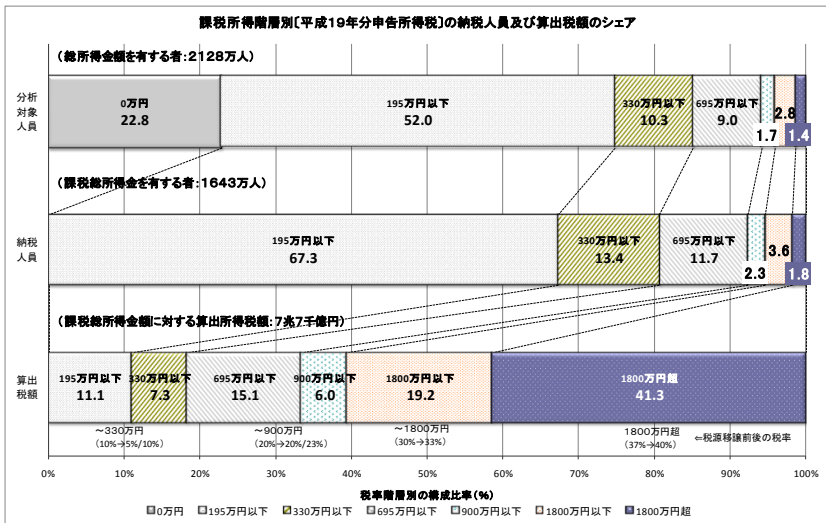 課税所得階層別〔平成19年分申告所得税〕の納税人員及び算出税額のシェア
（総所得金額を有する者：2128万人）
分析
対象
人員
0万円
22.8
195万円以下
52.0
330万円以下
10.3
695万円以下
9.0
1.7
2.8
1.4
（課税総所得金を有する者：1643万人）
納税
人員
195万円以下
67.3
330万円以下
13.4
695万円以下
11.7
2.3
3.6
1.8
（課税総所得金額に対する算出所得税額：7兆7千億円）
算出
税額
195万円以下
11.1
330万円以下
7.3
695万円以下
15.1
900万円以下
6.0
1800万円以下
19.2
1800万円超
41.3
～330万円
（10%→5%/10%）
～900万円
（20%→20%/23%）
～1800万円
（30%→33%）
1800万円超
（37%→40%）
⇐税源移譲前後の税率
0% 10% 20% 30% 40% 50% 60% 70% 80% 90% 100%
税率階層別の構成比率（%）
0万円 195万円以下 330万円以下 695万円以下 900万円以下 1800万円以下 1800万円超